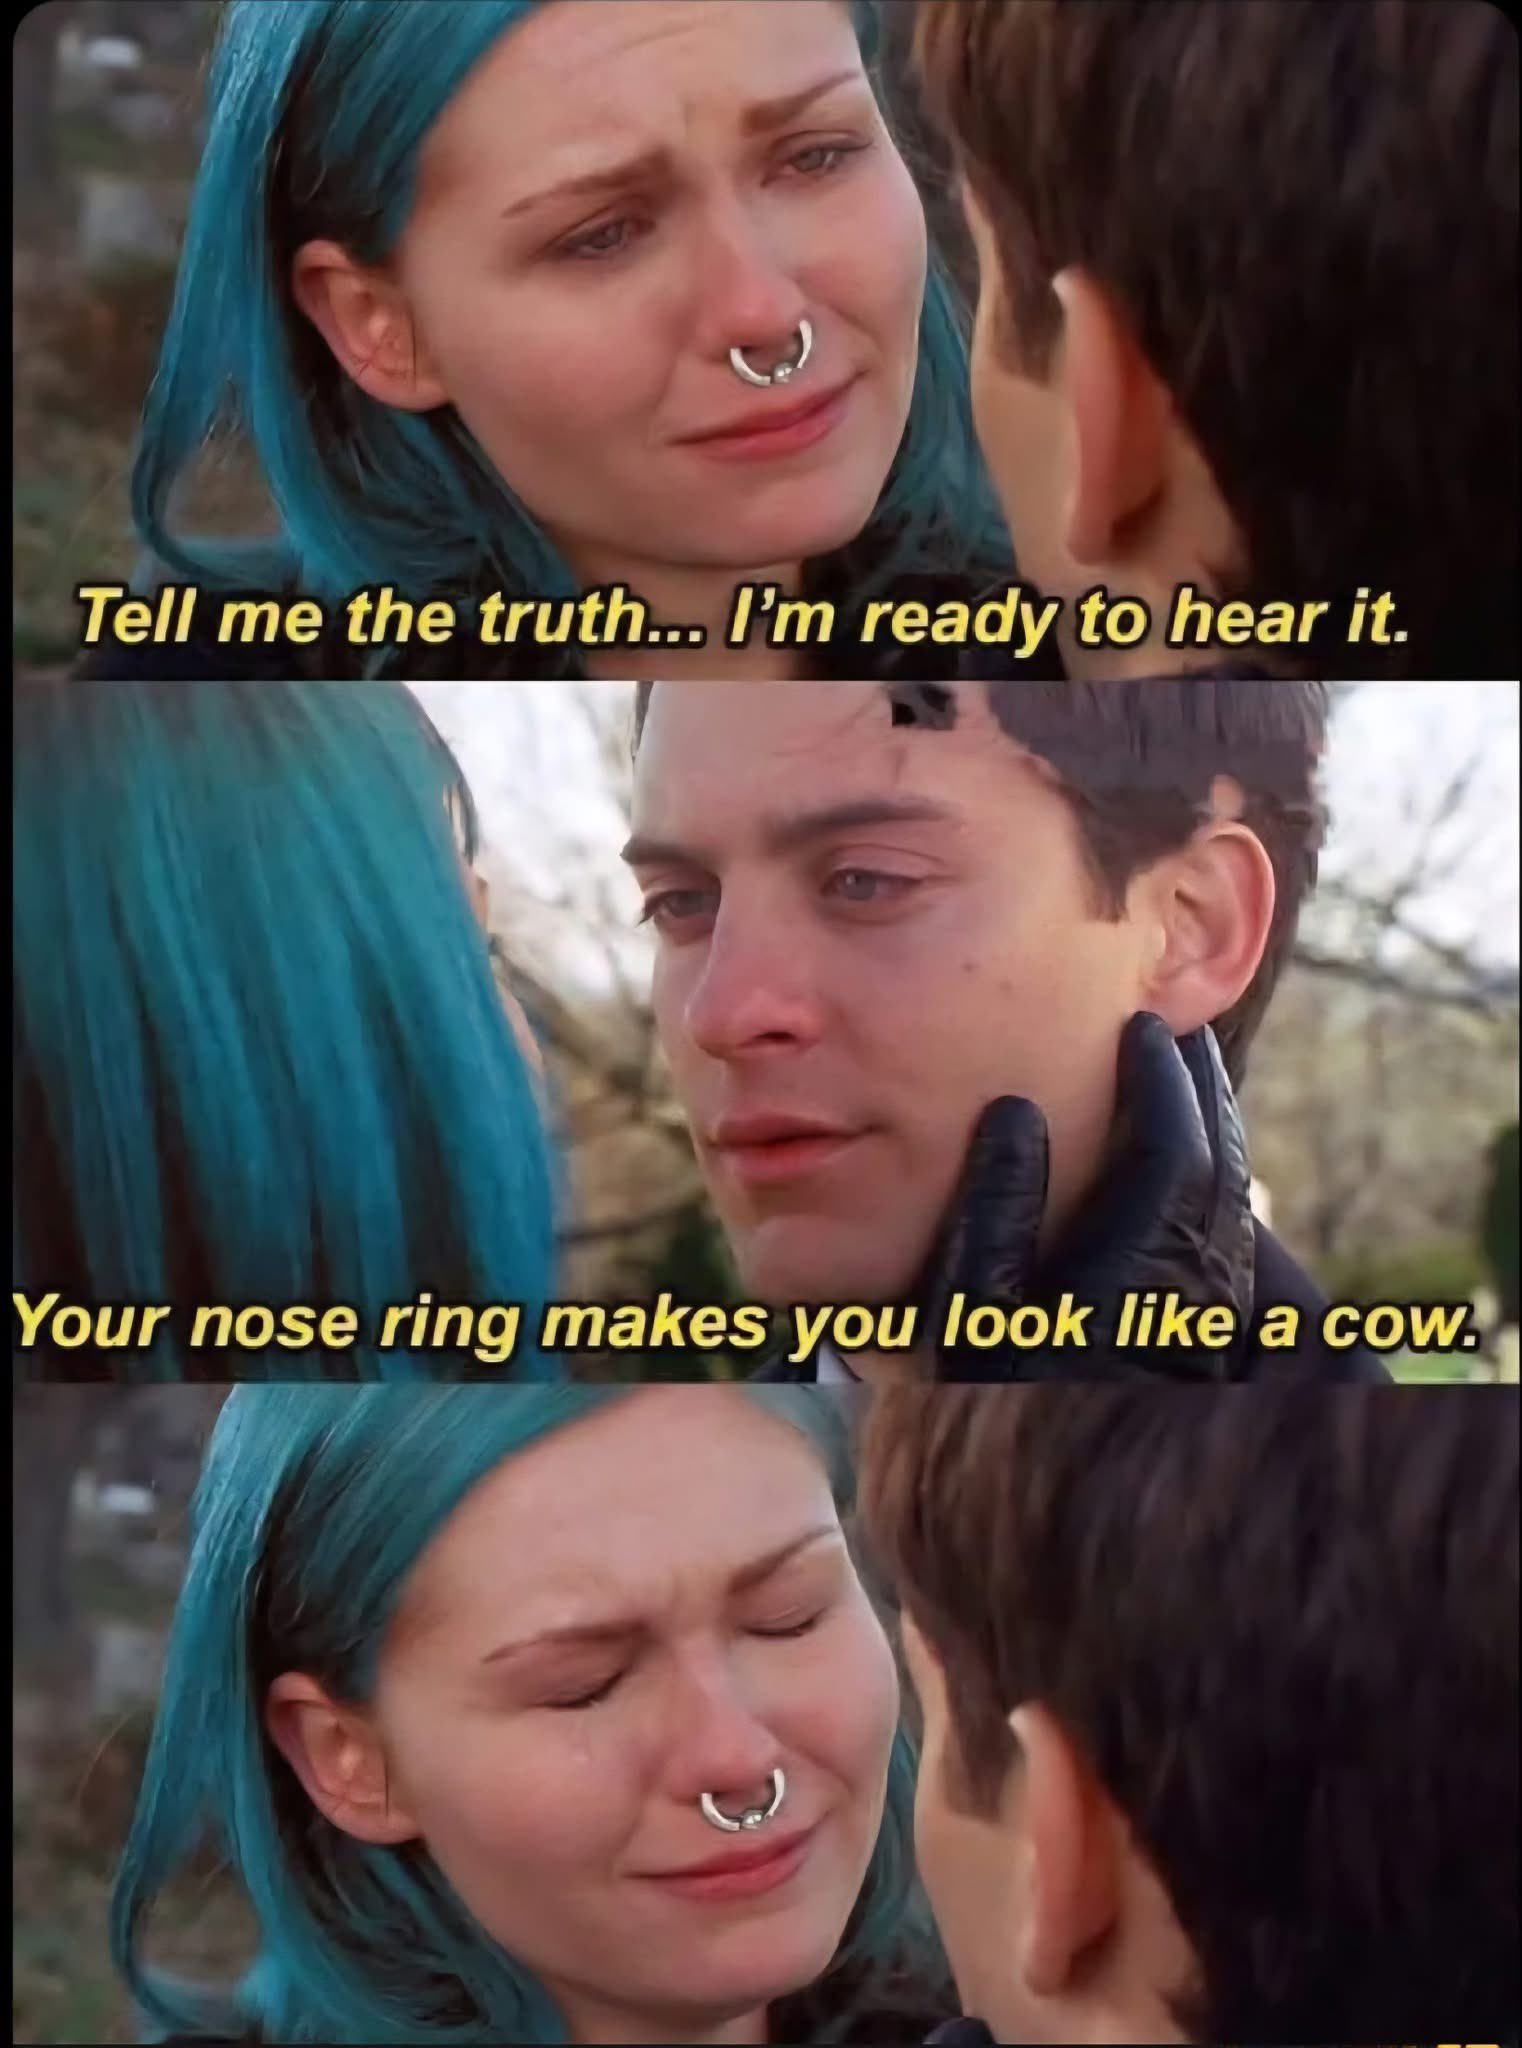 Tell me the truth... I'm ready to hear it.
Your nose ring makes you look like a cow.